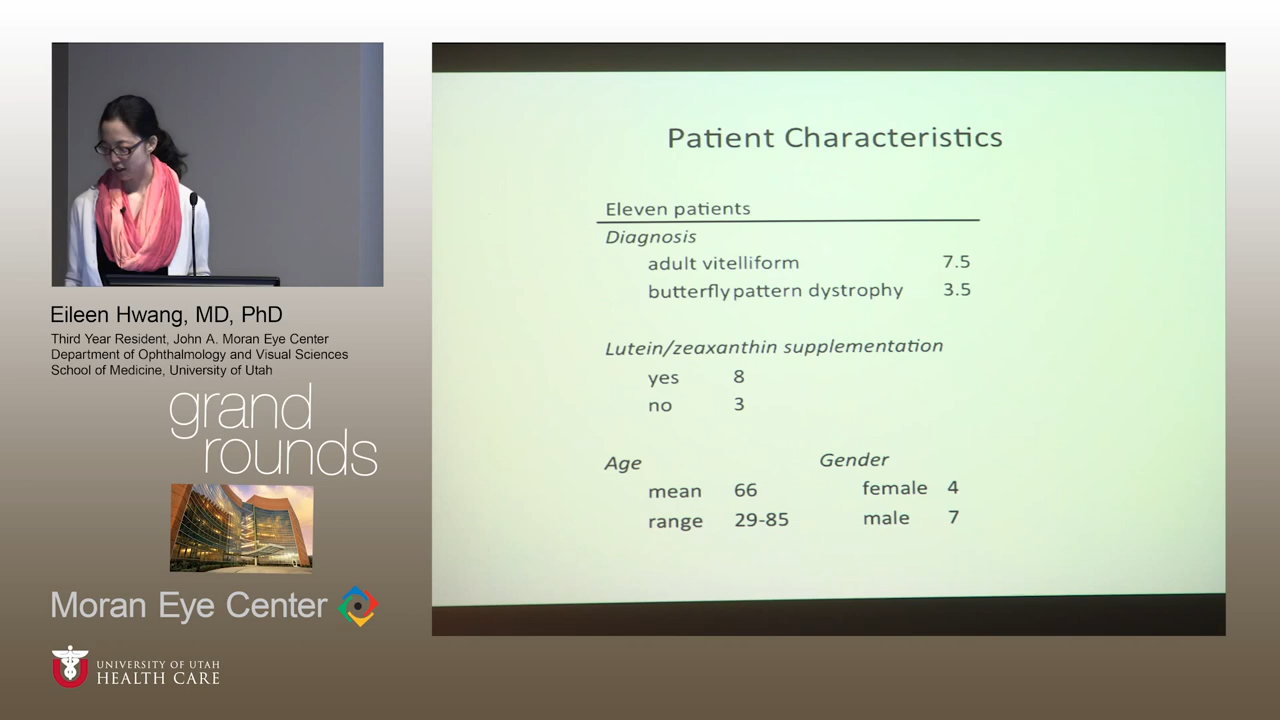 Eileen Hwang, MD, PhD
Third Year Resident, John A. Moran Eye Center
Department of Ophthalmology and Visual Sciences
School of Medicine, University of Utah
grand
rounds
Moran Eye Center
UNIVERSITY OF UTAH
HEALTH CARE
Patient Characteristics
Eleven patients
Diagnosis
adult vitelliform 7.5
butterfly pattern dystrophy 3.5
Lutein/zeaxanthin supplementation
yes 8
no 3
Age
mean 66
range 29-85
Gender
female 4
male 7